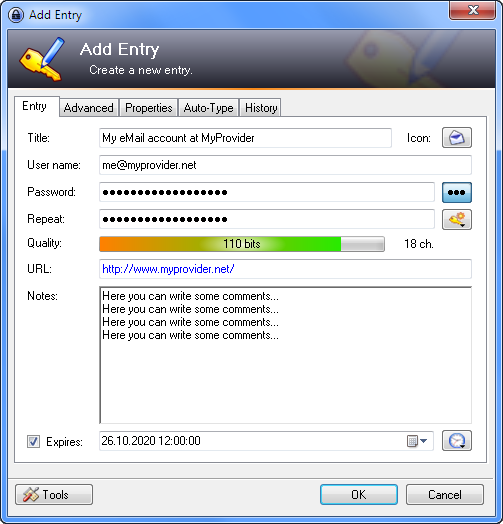 Add Entry
Add Entry
Create a new entry.
Entry Advanced Properties Auto-Type History
Title: My eMail account at MyProvider Icon:
User name: me@myprovider.net
Password: ●●●●●●●●●●●●●●●●●● ●●●
Repeat: ●●●●●●●●●●●●●●●●●●
Quality: 110 bits 18 ch.
URL: http://www.myprovider.net/
Notes: Here you can write some comments...
Here you can write some comments...
Here you can write some comments...
Here you can write some comments...
Expires: 26.10.2020 12:00:00
Tools OK Cancel